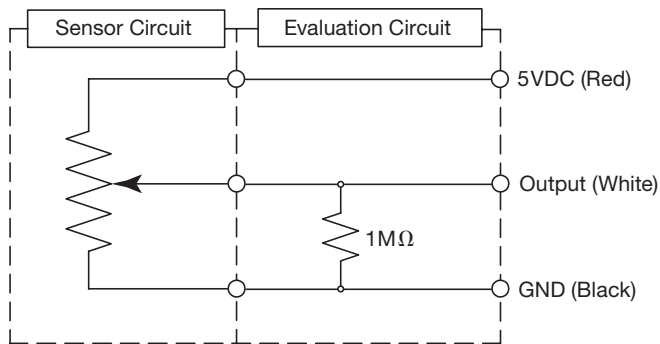 Sensor Circuit
Evaluation Circuit
5VDC (Red)
Output (White)
1MΩ
GND (Black)